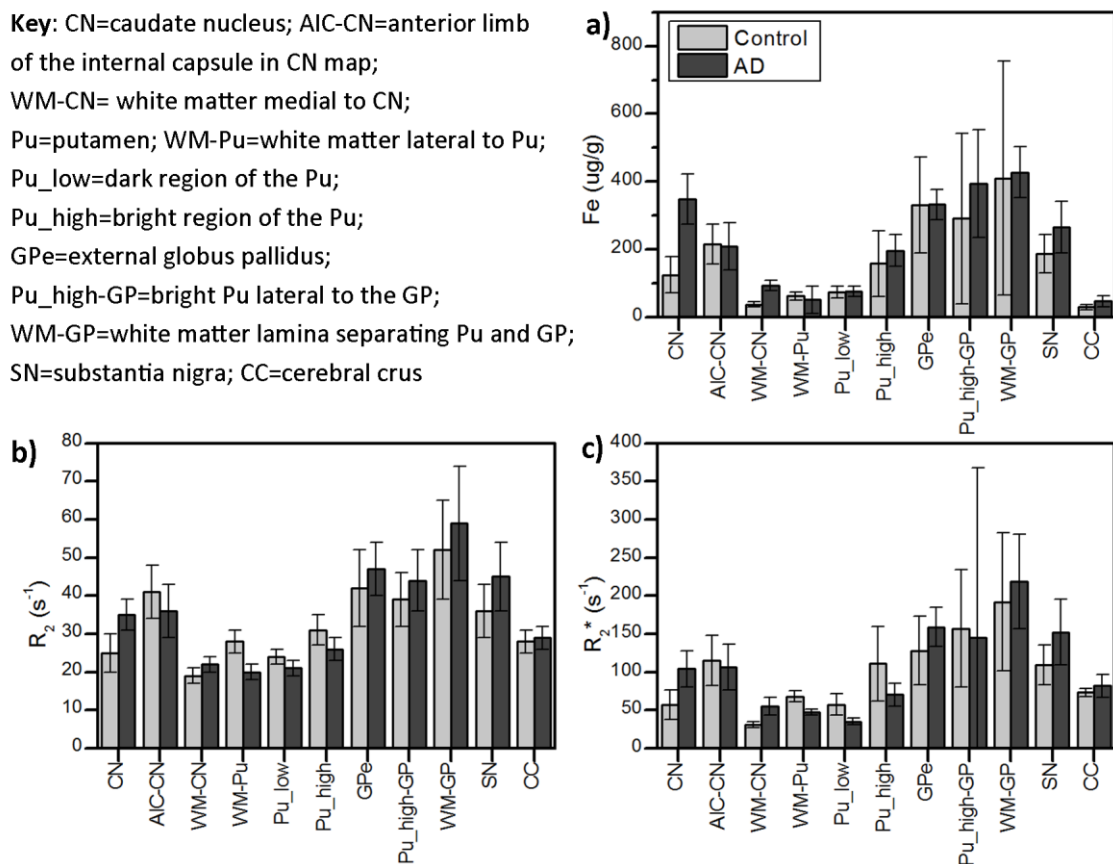 Key: CN=caudate nucleus; AIC-CN=anterior limb
of the internal capsule in CN map;
WM-CN= white matter medial to CN;
Pu=putamen; WM-Pu=white matter lateral to Pu;
Pu_low=dark region of the Pu;
Pu_high=bright region of the Pu;
GPe=external globus pallidus;
Pu_high-GP=bright Pu lateral to the GP;
WM-GP=white matter lamina separating Pu and GP;
SN=substantia nigra; CC=cerebral crus
a)
Control
AD
Fe (ug/g)
800
600
400
200
0
CN
AIC-CN
WM-CN
WM-Pu
Pu_low
Pu_high
GPe
Pu_high-GP
WM-GP
SN
CC
b)
R2 (s-1)
80
70
60
50
40
30
20
10
0
CN
AIC-CN
WM-CN
WM-Pu
Pu_low
Pu_high
GPe
Pu_high-GP
WM-GP
SN
CC
c)
R2* (s-1)
400
350
300
250
200
150
100
50
0
CN
AIC-CN
WM-CN
WM-Pu
Pu_low
Pu_high
GPe
Pu_high-GP
WM-GP
SN
CC